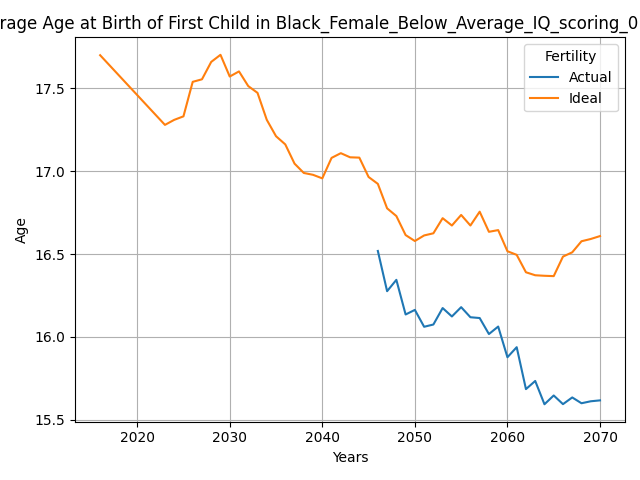 rage Age at Birth of First Child in Black_Female_Below_Average_IQ_scoring_0
Fertility
Actual
Ideal
17.5
17.0
16.5
16.0
15.5
Age
2020 2030 2040 2050 2060 2070
Years